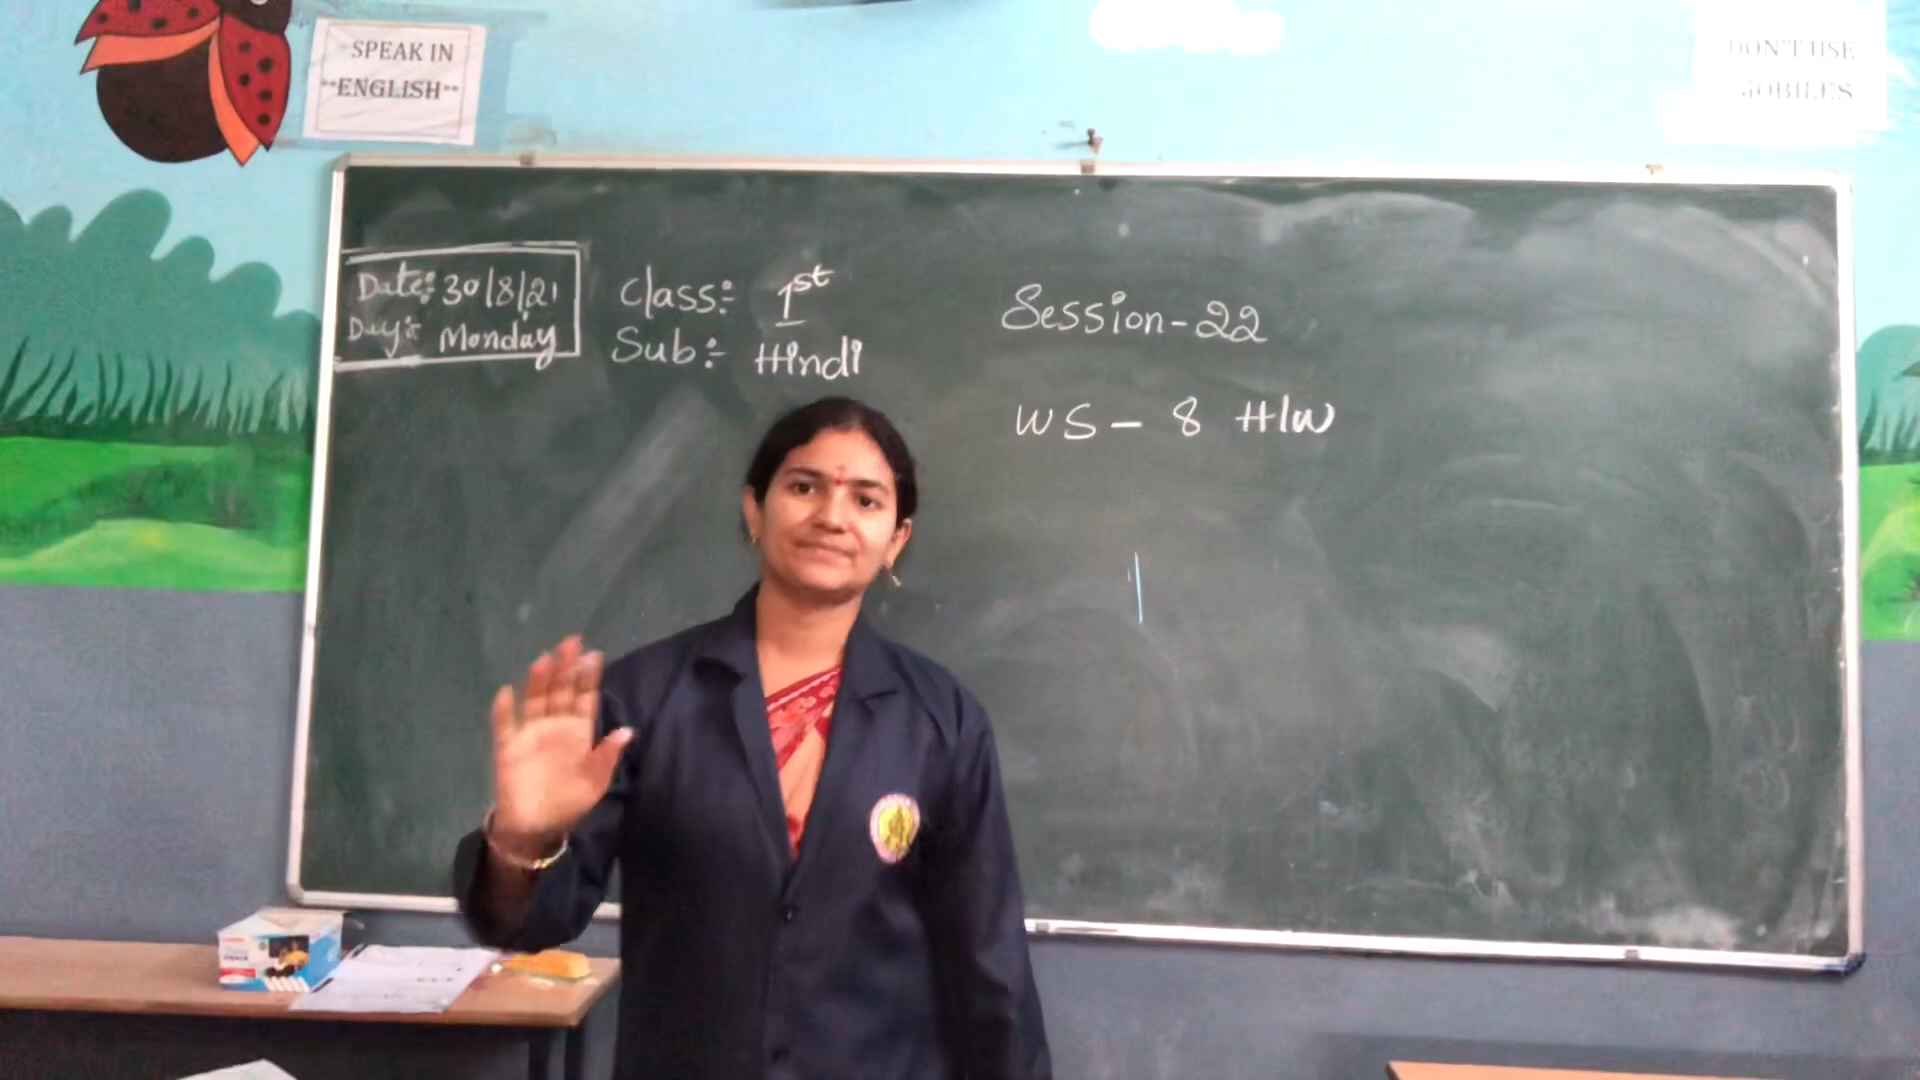 SPEAK IN
**ENGLISH**
DON'T USE
MOBILES
Date:- 30/8/21
Day:- Monday
Class:- 1st
Sub:- Hindi
Session-22
WS - 8 H/W